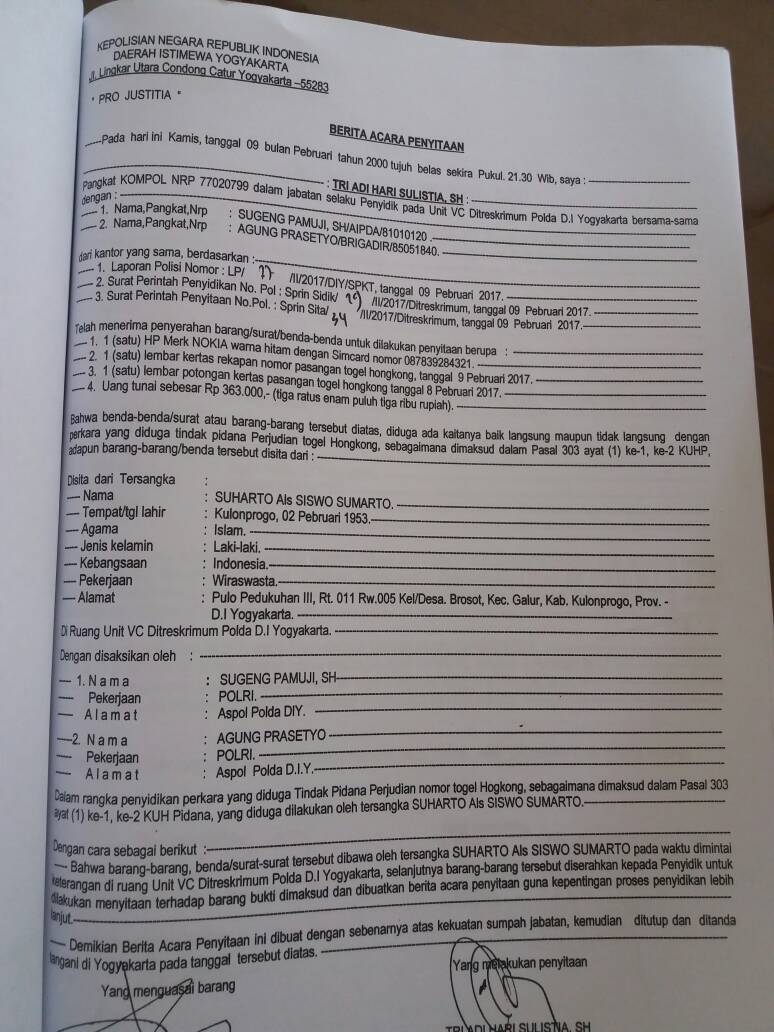 KEPOLISIAN NEGARA REPUBLIK INDONESIA
DAERAH ISTIMEWA YOGYAKARTA
Jl. Lingkar Utara Condong Catur Yogyakarta –55283
" PRO JUSTITIA "
BERITA ACARA PENYITAAN
-----Pada hari ini Kamis, tanggal 09 bulan Pebruari tahun 2000 tujuh belas sekira Pukul. 21.30 Wib, saya :
: TRI ADI HARI SULISTIA, SH :
Pangkat KOMPOL NRP 77020799 dalam jabatan selaku Penyidik pada Unit VC Ditreskrimum Polda D.I Yogyakarta bersama-sama
dengan :
---- 1. Nama,Pangkat,Nrp : SUGENG PAMUJI, SH/AIPDA/81010120 .
---- 2. Nama,Pangkat,Nrp : AGUNG PRASETYO/BRIGADIR/85051840.
dari kantor yang sama, berdasarkan :
---- 1. Laporan Polisi Nomor : LP/ /II/2017/DIY/SPKT, tanggal 09 Pebruari 2017.
---- 2. Surat Perintah Penyidikan No. Pol : Sprin Sidik/ 29 /II/2017/Ditreskrimum, tanggal 09 Pebruari 2017.
---- 3. Surat Perintah Penyitaan No.Pol. : Sprin Sita/ 34 /II/2017/Ditreskrimum, tanggal 09 Pebruari 2017.
Telah menerima penyerahan barang/surat/benda-benda untuk dilakukan penyitaan berupa :
---- 1. 1 (satu) HP Merk NOKIA warna hitam dengan Simcard nomor 087839284321.
---- 2. 1 (satu) lembar kertas rekapan nomor pasangan togel hongkong, tanggal 9 Pebruari 2017.
---- 3. 1 (satu) lembar potongan kertas pasangan togel hongkong tanggal 8 Pebruari 2017.
---- 4. Uang tunai sebesar Rp 363.000,- (tiga ratus enam puluh tiga ribu rupiah).
Bahwa benda-benda/surat atau barang-barang tersebut diatas, diduga ada kaitanya baik langsung maupun tidak langsung dengan
perkara yang diduga tindak pidana Perjudian togel Hongkong, sebagaimana dimaksud dalam Pasal 303 ayat (1) ke-1, ke-2 KUHP,
adapun barang-barang/benda tersebut disita dari :
Disita dari Tersangka :
---- Nama : SUHARTO Als SISWO SUMARTO.
---- Tempat/tgl lahir : Kulonprogo, 02 Pebruari 1953.
---- Agama : Islam.
---- Jenis kelamin : Laki-laki.
---- Kebangsaan : Indonesia.
---- Pekerjaan : Wiraswasta.
---- Alamat : Pulo Pedukuhan III, Rt. 011 Rw.005 Kel/Desa. Brosot, Kec. Galur, Kab. Kulonprogo, Prov. -
D.I Yogyakarta.
Di Ruang Unit VC Ditreskrimum Polda D.I Yogyakarta.
Dengan disaksikan oleh :
---- 1. N a m a : SUGENG PAMUJI, SH
---- Pekerjaan : POLRI.
---- A l a m a t : Aspol Polda DIY.
----2. N a m a : AGUNG PRASETYO
---- Pekerjaan : POLRI.
---- A l a m a t : Aspol Polda D.I.Y.
Dalam rangka penyidikan perkara yang diduga Tindak Pidana Perjudian nomor togel Hogkong, sebagaimana dimaksud dalam Pasal 303
ayat (1) ke-1, ke-2 KUH Pidana, yang diduga dilakukan oleh tersangka SUHARTO Als SISWO SUMARTO.
Dengan cara sebagai berikut :
---- Bahwa barang-barang, benda/surat-surat tersebut dibawa oleh tersangka SUHARTO Als SISWO SUMARTO pada waktu dimintai
keterangan di ruang Unit VC Ditreskrimum Polda D.I Yogyakarta, selanjutnya barang-barang tersebut diserahkan kepada Penyidik untuk
dilakukan menyitaan terhadap barang bukti dimaksud dan dibuatkan berita acara penyitaan guna kepentingan proses penyidikan lebih
lanjut.
---- Demikian Berita Acara Penyitaan ini dibuat dengan sebenarnya atas kekuatan sumpah jabatan, kemudian ditutup dan ditanda
tangani di Yogyakarta pada tanggal tersebut diatas.
Yang menguasai barang
Yang melakukan penyitaan
TRI ADI HARI SULISTIA, SH